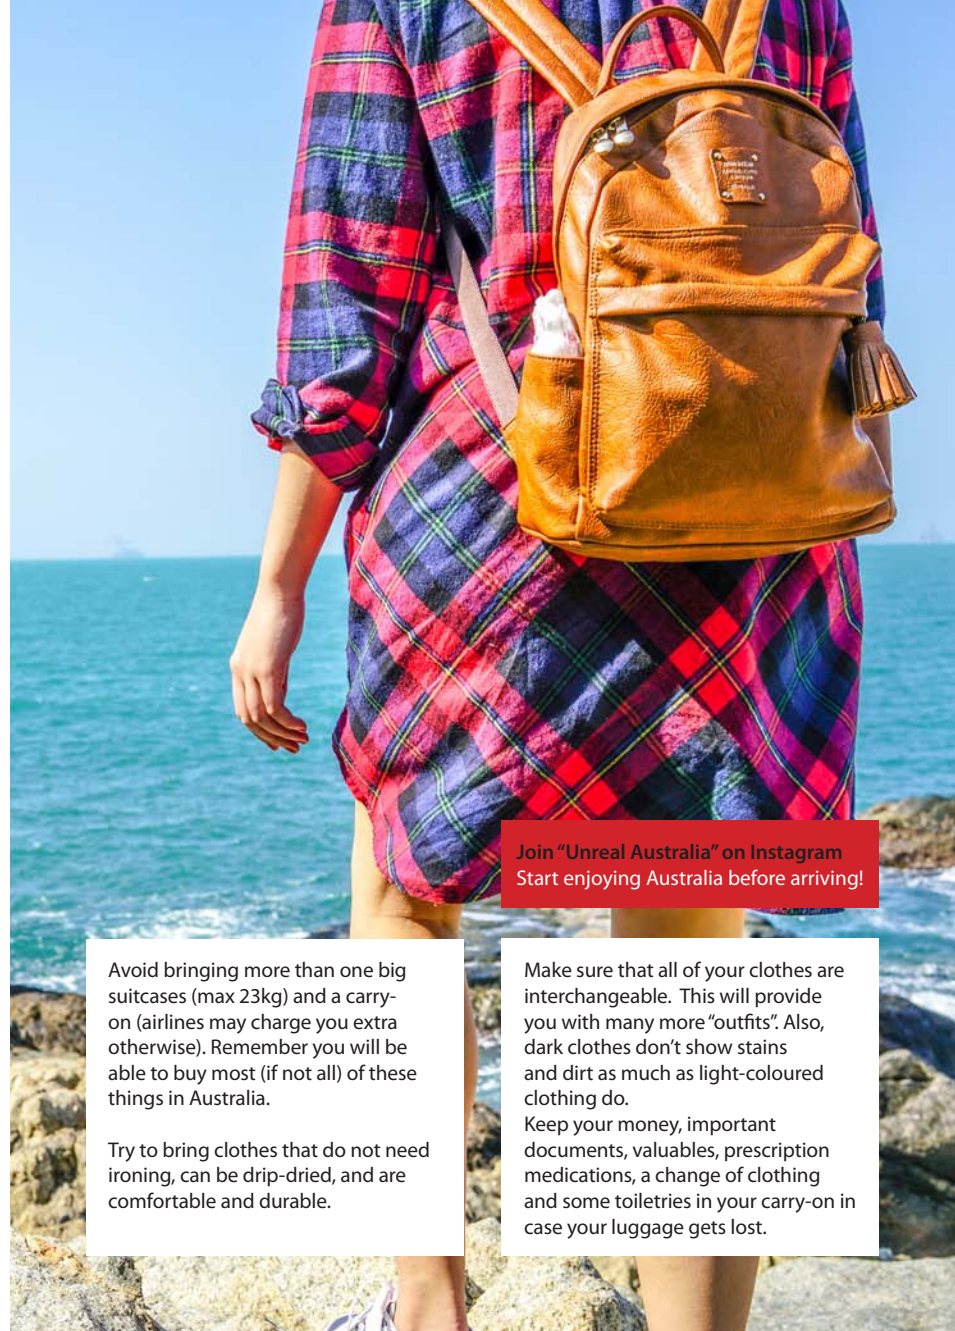 Join “Unreal Australia” on Instagram
Start enjoying Australia before arriving!
Avoid bringing more than one big
suitcases (max 23kg) and a carry-
on (airlines may charge you extra
otherwise). Remember you will be
able to buy most (if not all) of these
things in Australia.
Try to bring clothes that do not need
ironing, can be drip-dried, and are
comfortable and durable.
Make sure that all of your clothes are
interchangeable.  This will provide
you with many more “outfits”. Also,
dark clothes don’t show stains
and dirt as much as light-coloured
clothing do.
Keep your money, important
documents, valuables, prescription
medications, a change of clothing
and some toiletries in your carry-on in
case your luggage gets lost.